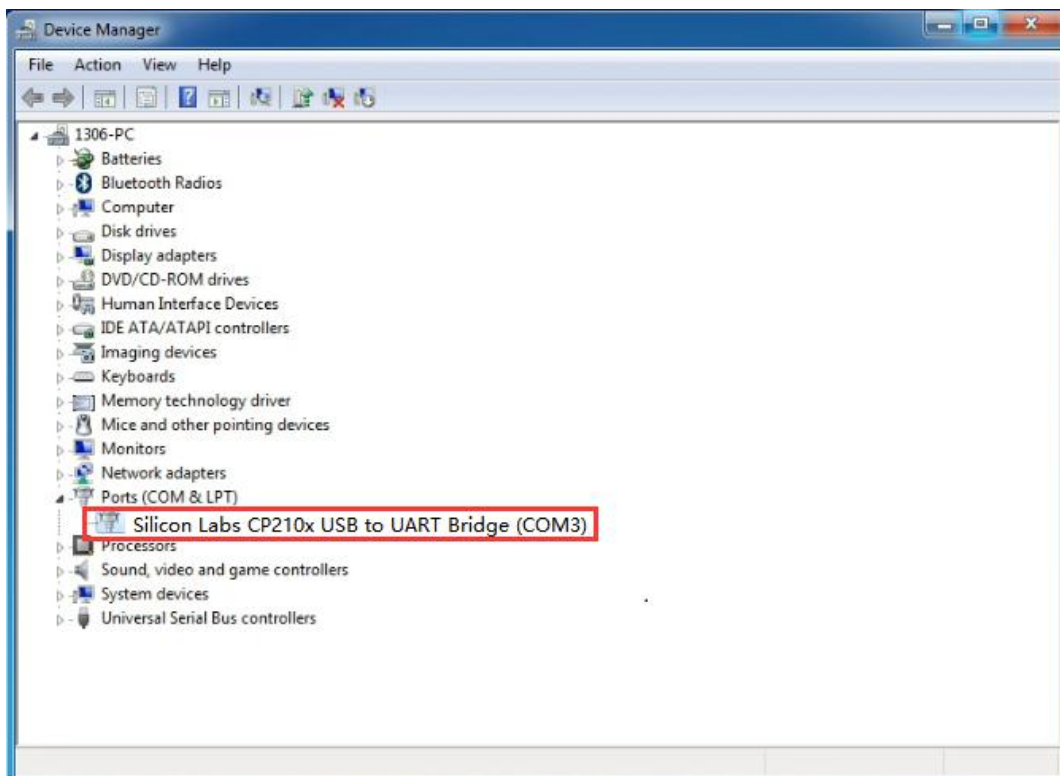 Device Manager
File Action View Help
1306-PC
Batteries
Bluetooth Radios
Computer
Disk drives
Display adapters
DVD/CD-ROM drives
Human Interface Devices
IDE ATA/ATAPI controllers
Imaging devices
Keyboards
Memory technology driver
Mice and other pointing devices
Monitors
Network adapters
Ports (COM & LPT)
Silicon Labs CP210x USB to UART Bridge (COM3)
Processors
Sound, video and game controllers
System devices
Universal Serial Bus controllers